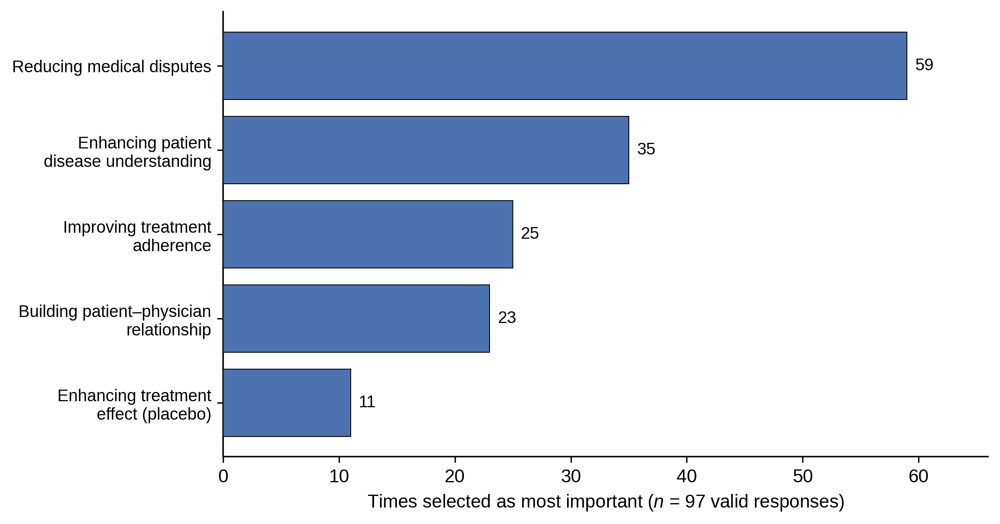 Reducing medical disputes
59
Enhancing patient
disease understanding
35
Improving treatment
adherence
25
Building patient–physician
relationship
23
Enhancing treatment
effect (placebo)
11
0 10 20 30 40 50 60
Times selected as most important (n = 97 valid responses)